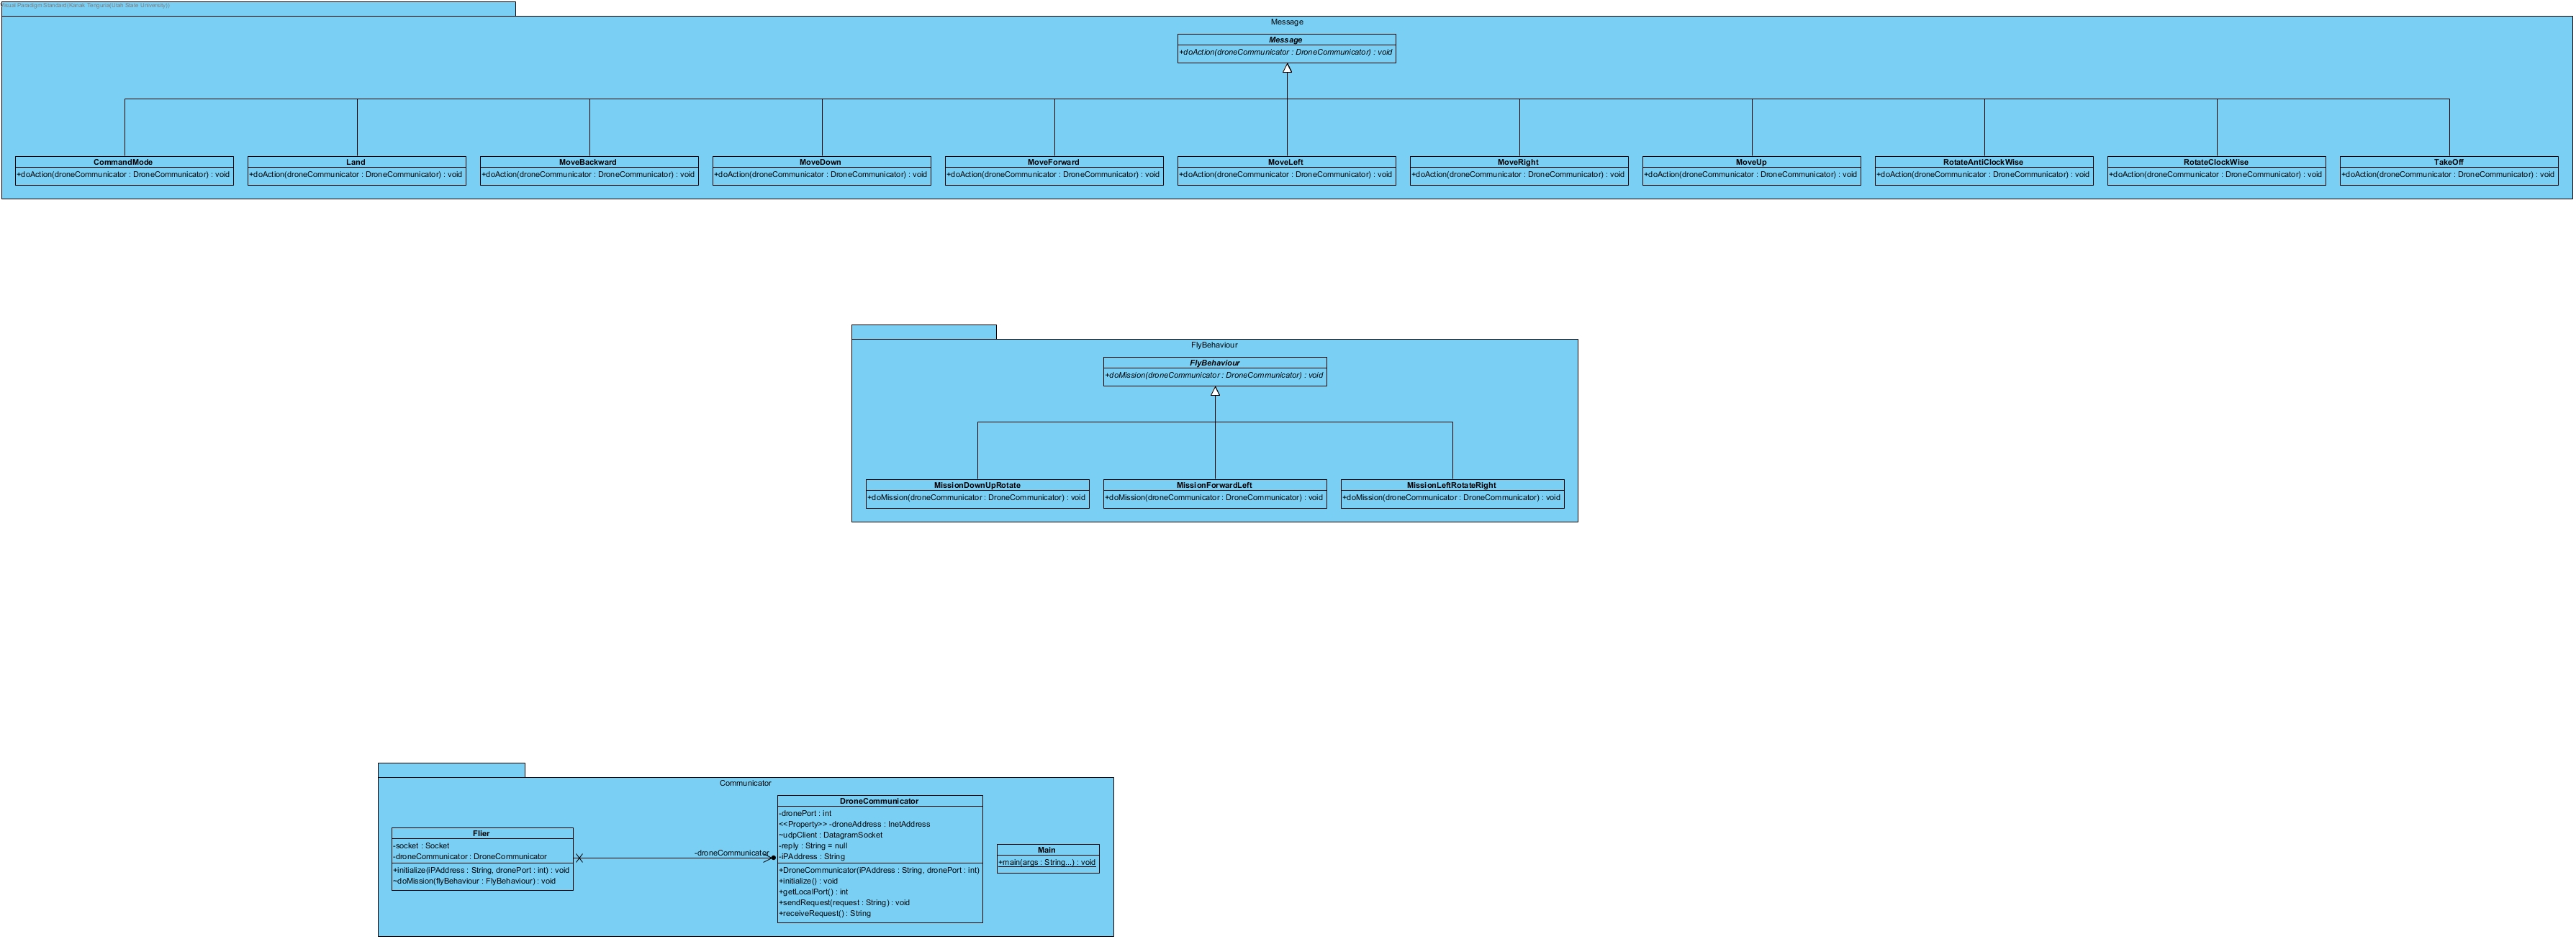 Visual Paradigm Standard(Kanak Tenguria(Utah State University))
Message
Message
+doAction(droneCommunicator : DroneCommunicator) : void
CommandMode
+doAction(droneCommunicator : DroneCommunicator) : void
Land
+doAction(droneCommunicator : DroneCommunicator) : void
MoveBackward
+doAction(droneCommunicator : DroneCommunicator) : void
MoveDown
+doAction(droneCommunicator : DroneCommunicator) : void
MoveForward
+doAction(droneCommunicator : DroneCommunicator) : void
MoveLeft
+doAction(droneCommunicator : DroneCommunicator) : void
MoveRight
+doAction(droneCommunicator : DroneCommunicator) : void
MoveUp
+doAction(droneCommunicator : DroneCommunicator) : void
RotateAntiClockWise
+doAction(droneCommunicator : DroneCommunicator) : void
RotateClockWise
+doAction(droneCommunicator : DroneCommunicator) : void
TakeOff
+doAction(droneCommunicator : DroneCommunicator) : void
FlyBehaviour
FlyBehaviour
+doMission(droneCommunicator : DroneCommunicator) : void
MissionDownUpRotate
+doMission(droneCommunicator : DroneCommunicator) : void
MissionForwardLeft
+doMission(droneCommunicator : DroneCommunicator) : void
MissionLeftRotateRight
+doMission(droneCommunicator : DroneCommunicator) : void
Communicator
Flier
-socket : Socket
-droneCommunicator : DroneCommunicator
+initialize(iPAddress : String, dronePort : int) : void
~doMission(flyBehaviour : FlyBehaviour) : void
-droneCommunicator
DroneCommunicator
-dronePort : int
<<Property>> -droneAddress : InetAddress
~udpClient : DatagramSocket
-reply : String = null
-iPAddress : String
+DroneCommunicator(iPAddress : String, dronePort : int)
+initialize() : void
+getLocalPort() : int
+sendRequest(request : String) : void
+receiveRequest() : String
Main
+main(args : String...) : void